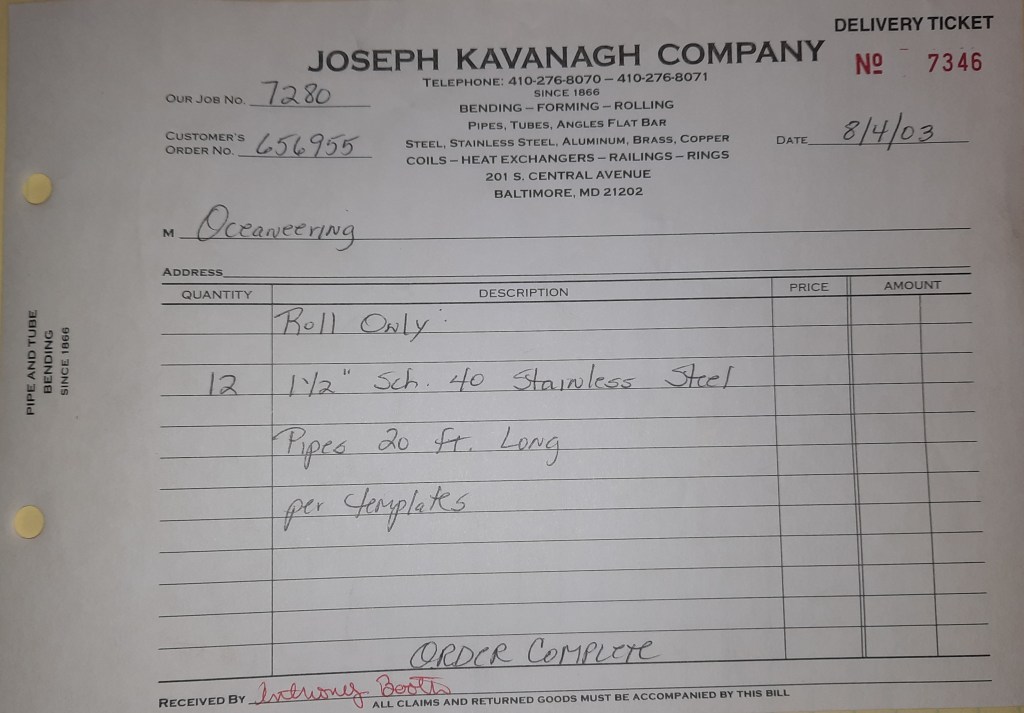 DELIVERY TICKET
JOSEPH KAVANAGH COMPANY
Nº 7346
TELEPHONE: 410-276-8070 – 410-276-8071
SINCE 1866
OUR JOB NO. 7280
BENDING – FORMING – ROLLING
PIPES, TUBES, ANGLES FLAT BAR
CUSTOMER'S
ORDER NO. 656955
STEEL, STAINLESS STEEL, ALUMINUM, BRASS, COPPER
DATE 8/4/03
COILS – HEAT EXCHANGERS – RAILINGS – RINGS
201 S. CENTRAL AVENUE
BALTIMORE, MD 21202
M Oceaneering
ADDRESS
QUANTITY DESCRIPTION PRICE AMOUNT
Roll Only:
12 1½" Sch. 40 Stainless Steel
Pipes 20 ft. Long
per templates
ORDER COMPLETE
RECEIVED BY Anthony Booth
ALL CLAIMS AND RETURNED GOODS MUST BE ACCOMPANIED BY THIS BILL
PIPE AND TUBE
BENDING
SINCE 1866